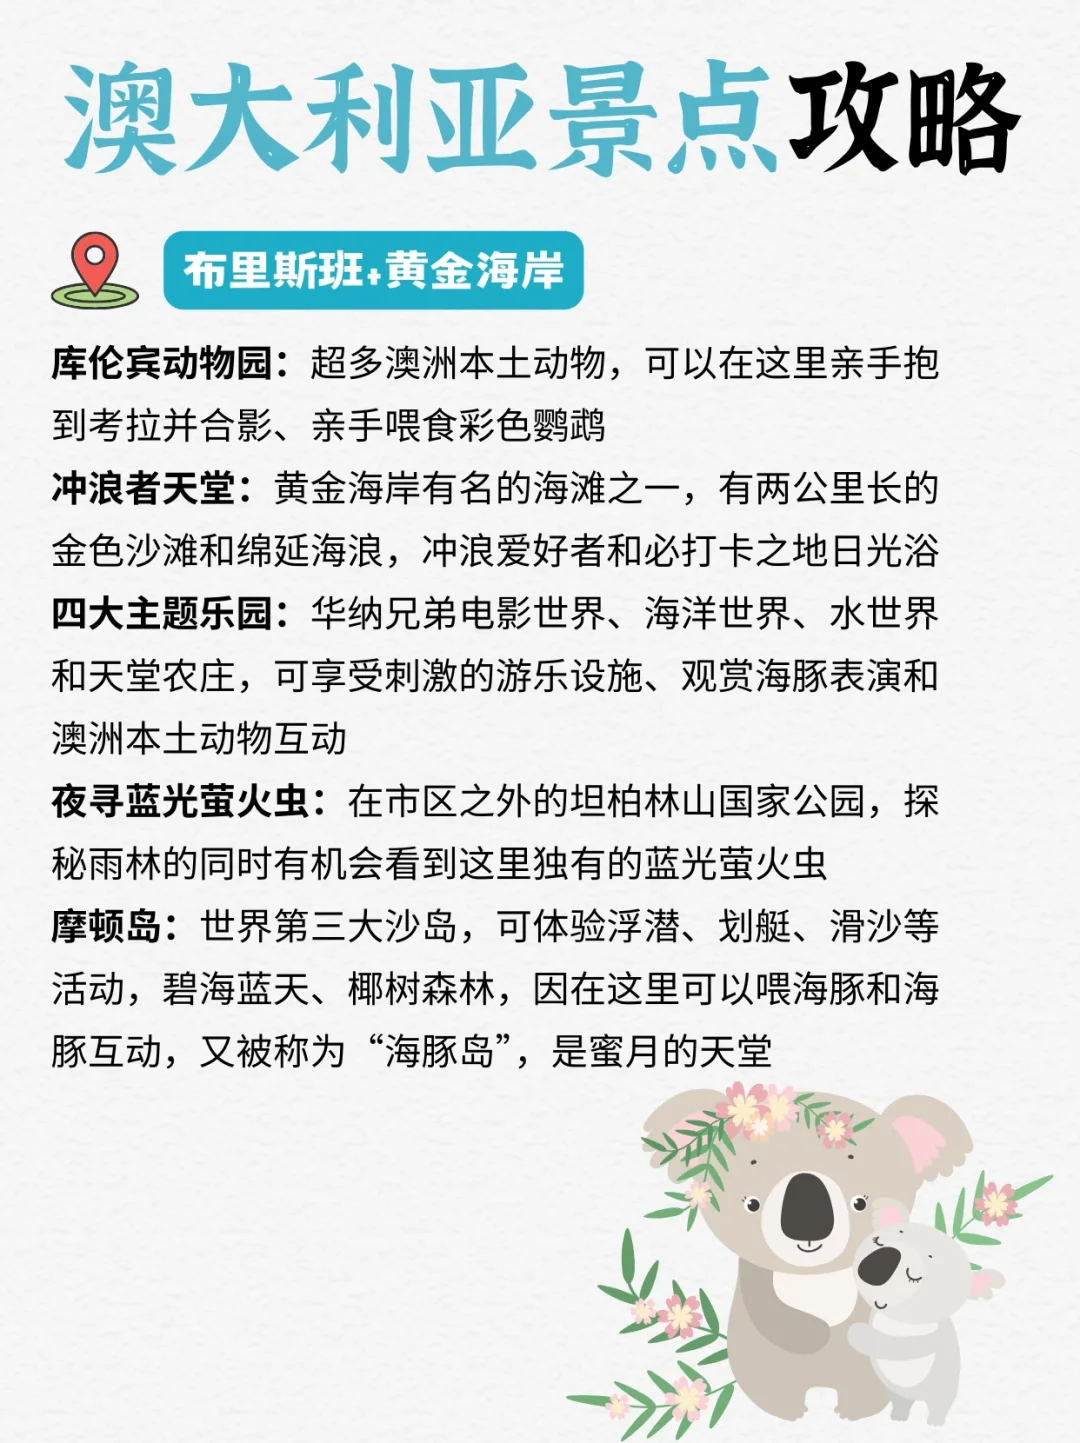 澳大利亚景点攻略
布里斯班+黄金海岸
库伦宾动物园：超多澳洲本土动物，可以在这里亲手抱
到考拉并合影、亲手喂食彩色鹦鹉
冲浪者天堂：黄金海岸有名的海滩之一，有两公里长的
金色沙滩和绵延海浪，冲浪爱好者和必打卡之地日光浴
四大主题乐园：华纳兄弟电影世界、海洋世界、水世界
和天堂农庄，可享受刺激的游乐设施、观赏海豚表演和
澳洲本土动物互动
夜寻蓝光萤火虫：在市区之外的坦柏林山国家公园，探
秘雨林的同时有机会看到这里独有的蓝光萤火虫
摩顿岛：世界第三大沙岛，可体验浮潜、划艇、滑沙等
活动，碧海蓝天、椰树森林，因在这里可以喂海豚和海
豚互动，又被称为“海豚岛”，是蜜月的天堂